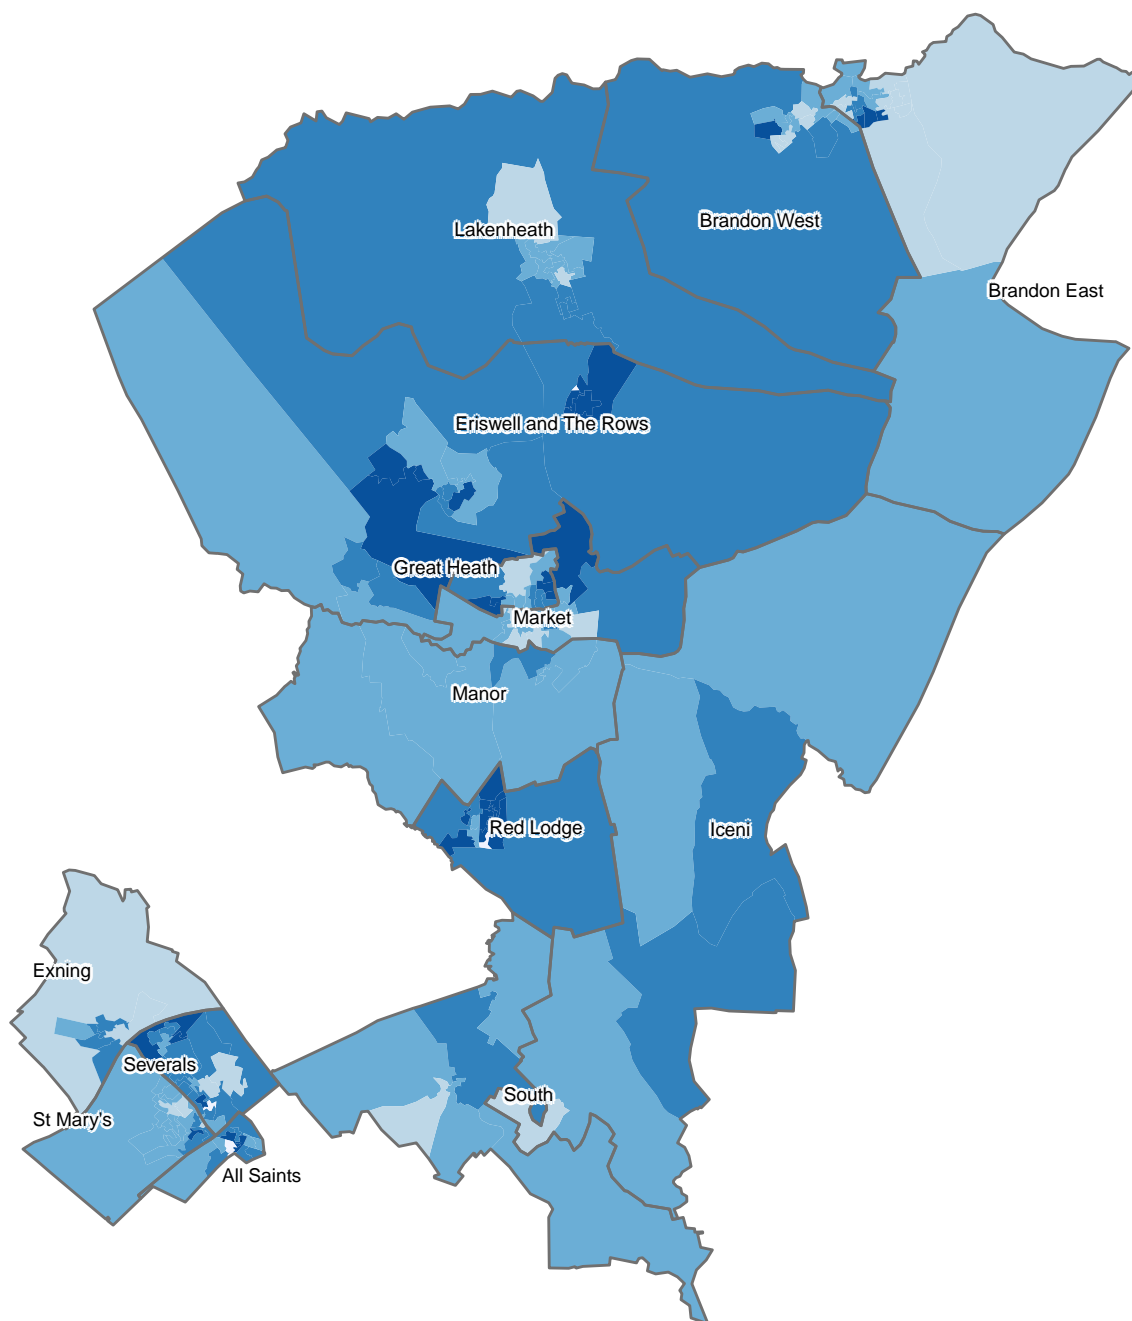 Lakenheath
Brandon West
Brandon East
Eriswell and The Rows
Great Heath
Market
Manor
Red Lodge
Iceni
Exning
Severals
South
St Mary's
All Saints